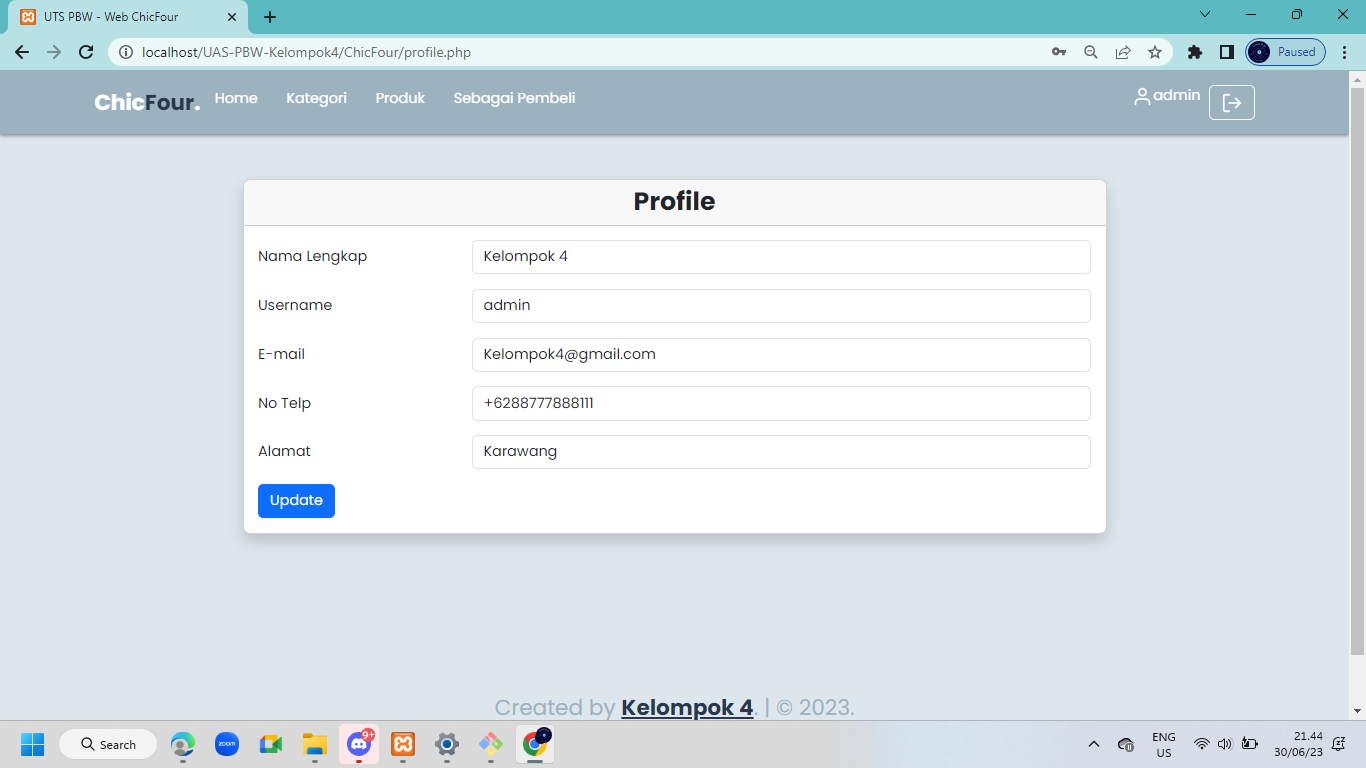 UTS PBW - Web ChicFour
localhost/UAS-PBW-Kelompok4/ChicFour/profile.php
Paused
ChicFour. Home Kategori Produk Sebagai Pembeli admin
Profile
Nama Lengkap Kelompok 4
Username admin
E-mail Kelompok4@gmail.com
No Telp +6288777888111
Alamat Karawang
Update
Created by Kelompok 4. | © 2023.
Search
zoom
9+
ENG
US
21.44
30/06/23